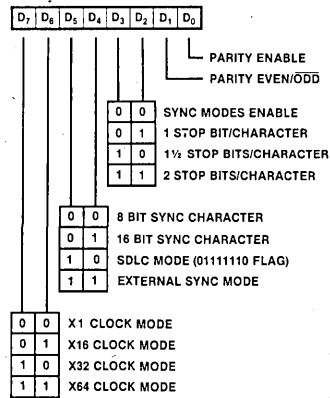 D7 D6 D5 D4 D3 D2 D1 D0
PARITY ENABLE
PARITY EVEN/ODD
0 0 SYNC MODES ENABLE
0 1 1 STOP BIT/CHARACTER
1 0 1½ STOP BITS/CHARACTER
1 1 2 STOP BITS/CHARACTER
0 0 8 BIT SYNC CHARACTER
0 1 16 BIT SYNC CHARACTER
1 0 SDLC MODE (01111110 FLAG)
1 1 EXTERNAL SYNC MODE
0 0 X1 CLOCK MODE
0 1 X16 CLOCK MODE
1 0 X32 CLOCK MODE
1 1 X64 CLOCK MODE